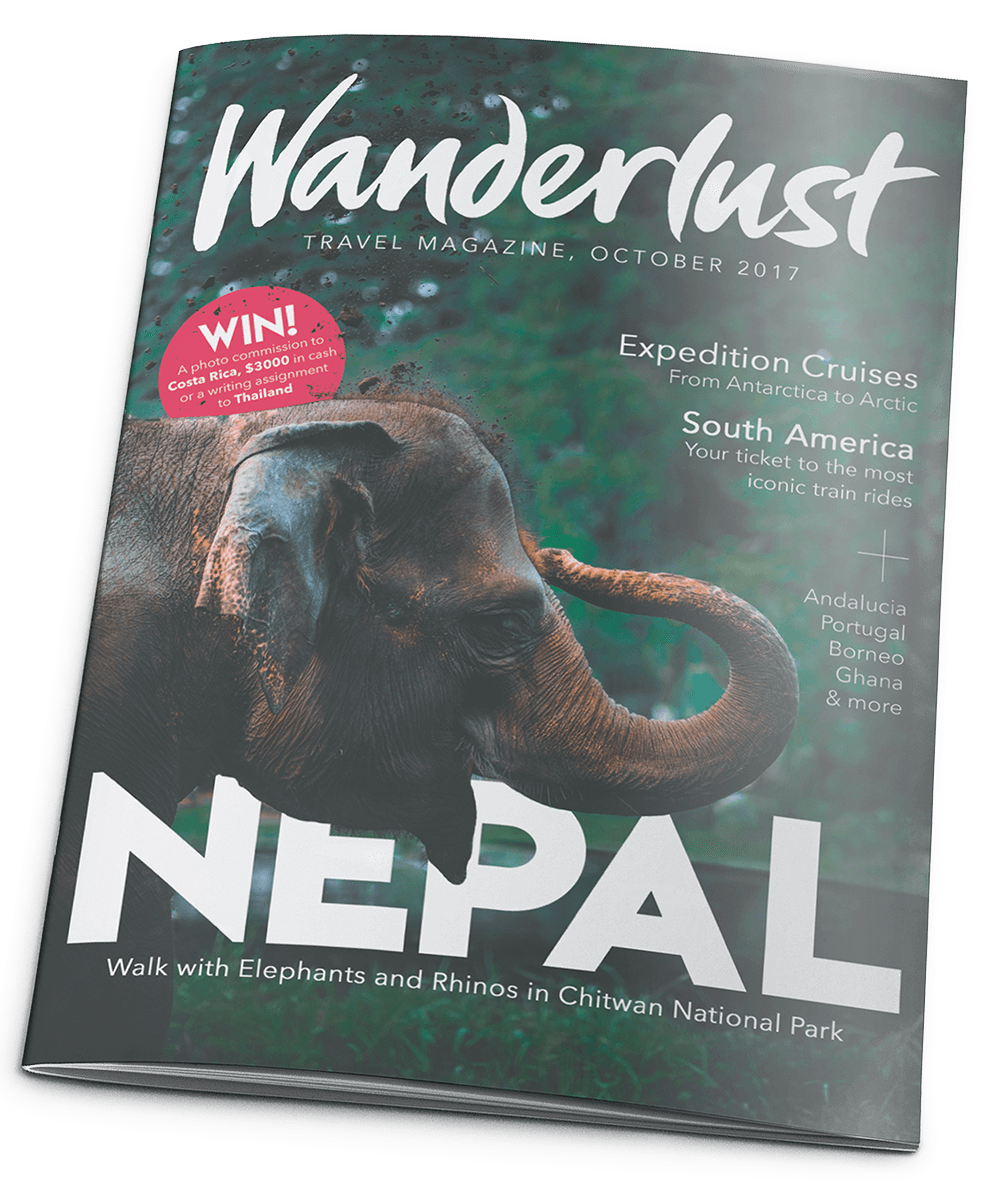 Wanderlust
TRAVEL MAGAZINE, OCTOBER 2017
WIN!
A photo commission to
Costa Rica, $3000 in cash
or a writing assignment
to Thailand
Expedition Cruises
From Antarctica to Arctic
South America
Your ticket to the most
iconic train rides
Andalucia
Portugal
Borneo
Ghana
& more
NEPAL
Walk with Elephants and Rhinos in Chitwan National Park